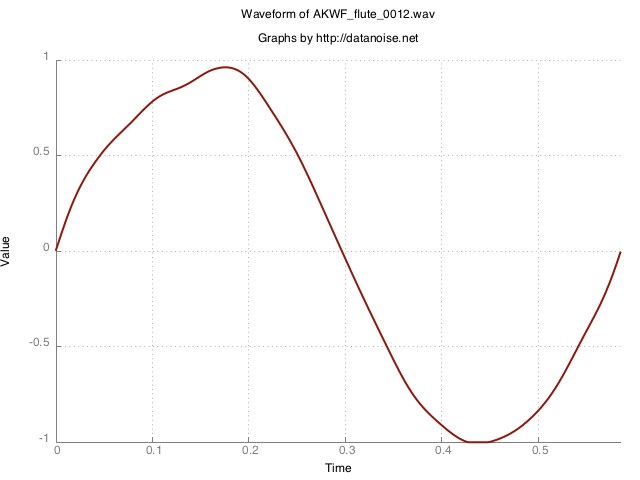 Waveform of AKWF_flute_0012.wav
Graphs by http://datanoise.net
1
0.5
0
-0.5
-1
Value
0 0.1 0.2 0.3 0.4 0.5
Time